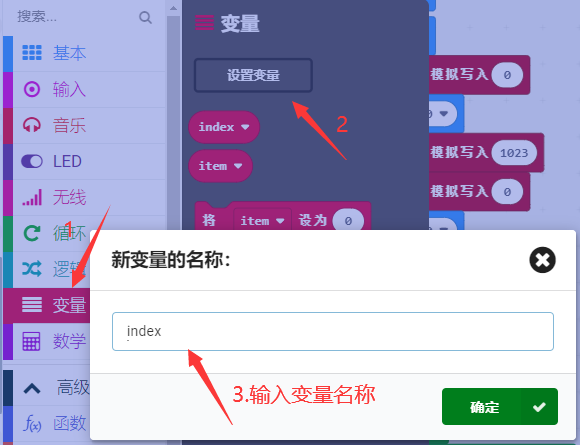 搜索...
基本
输入
音乐
LED
无线
循环
逻辑
变量
数学
高级
f(x) 函数
变量
设置变量
index
item
将 item 设为 0
模拟写入 0
0
模拟写入 1023
模拟写入 0
0
1
2
新变量的名称:
index
3.输入变量名称
确定